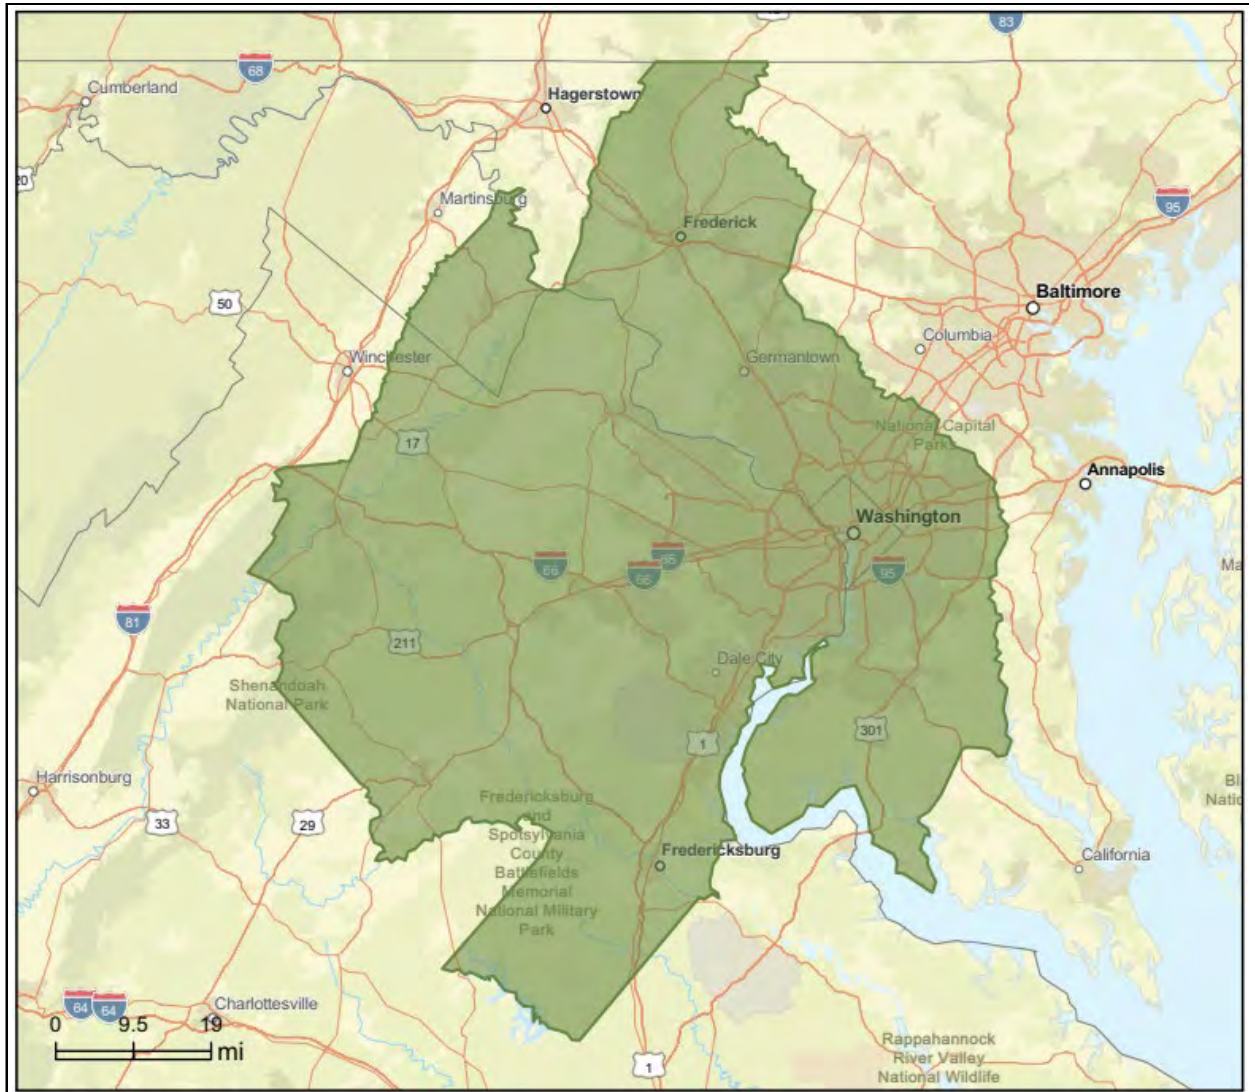 83
68
Cumberland
Hagerstown
20
Martinsburg
95
Frederick
Baltimore
50
Columbia
Winchester
Germantown
National Capital
Parks
17
Annapolis
Washington
66
66
66
95
Ma
81
211
Dale City
Shenandoah
National Park
301
1
Harrisonburg
Bl
Natio
Fredericksburg
and
Spotsylvania
County
Battlefields
Memorial
National Military
Park
33
29
Fredericksburg
California
64
64
Charlottesville
0 9.5 19
mi
Rappahannock
River Valley
National Wildlife
1